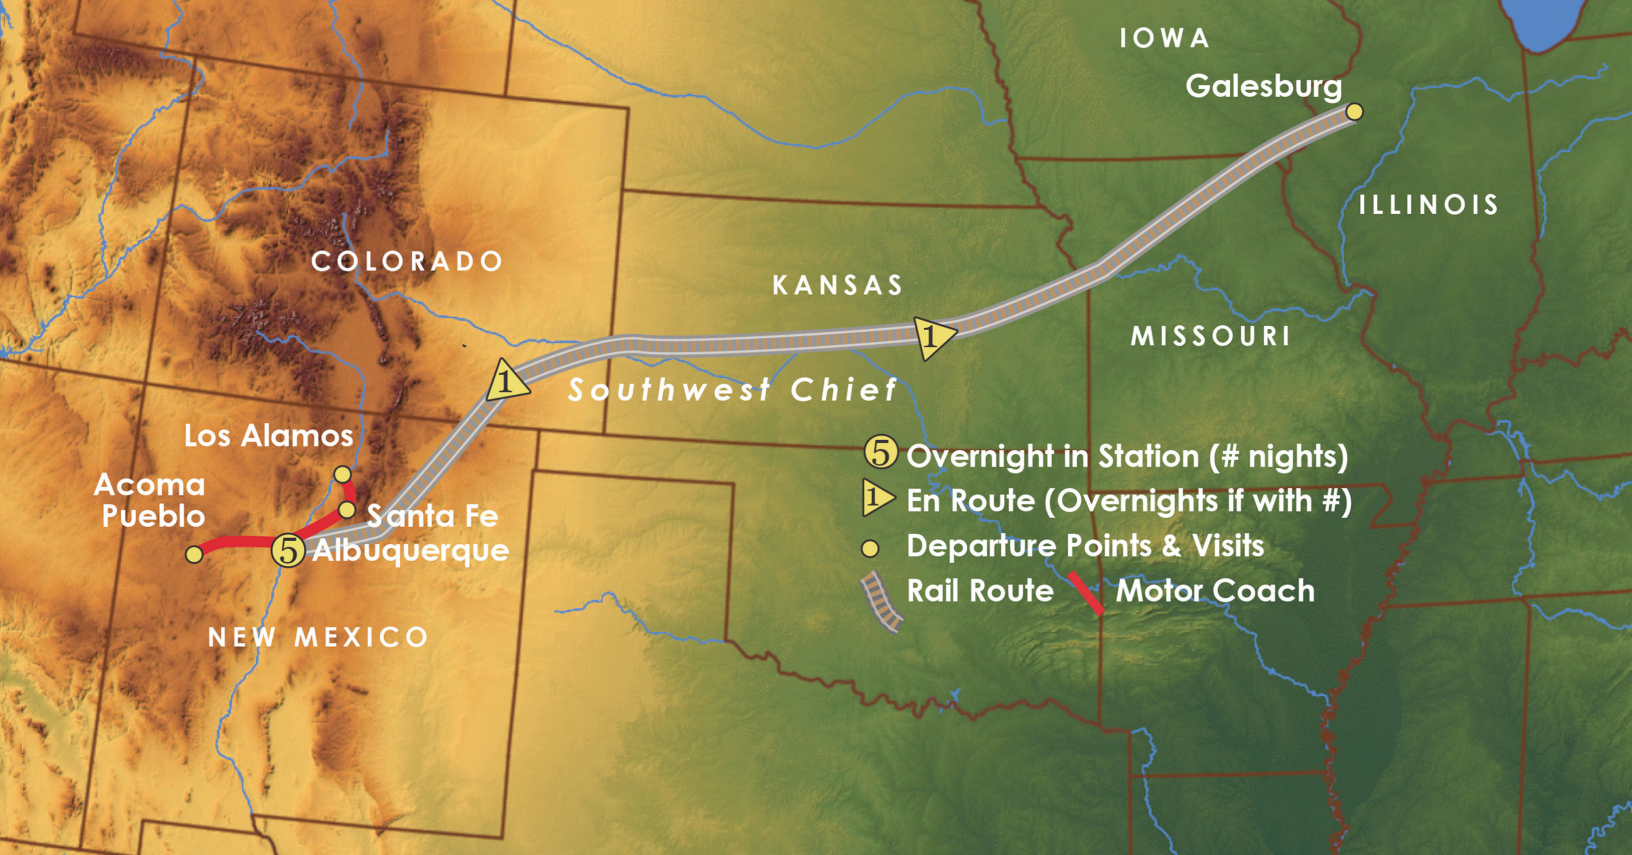 IOWA
Galesburg
ILLINOIS
COLORADO
KANSAS
MISSOURI
1
1
Southwest Chief
Los Alamos
Acoma
Pueblo
Santa Fe
5
Albuquerque
NEW MEXICO
5 Overnight in Station (# nights)
1 En Route (Overnights if with #)
Departure Points & Visits
Rail Route Motor Coach